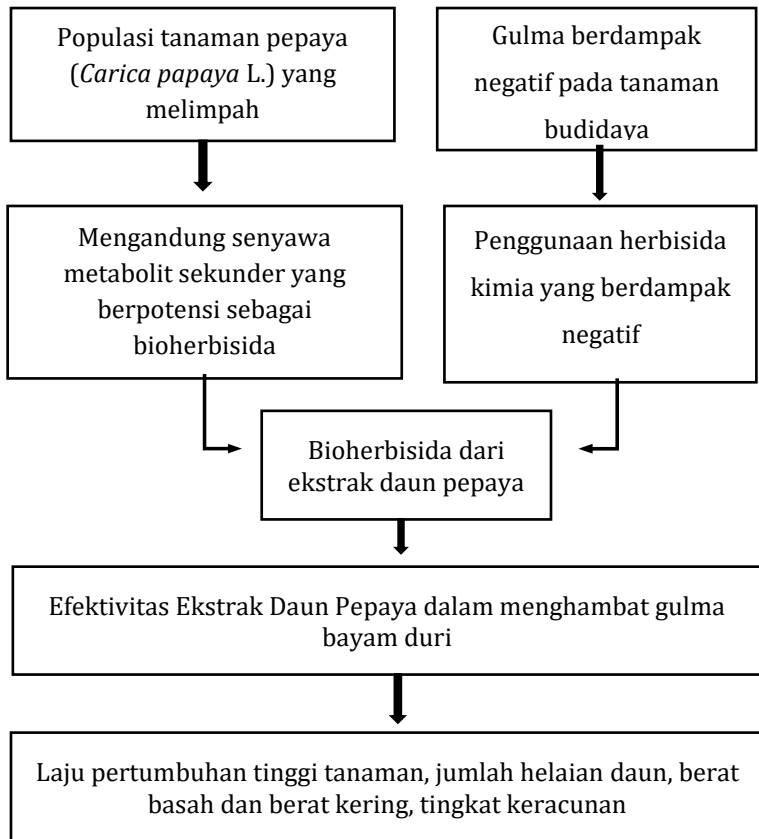 Populasi tanaman pepaya
(Carica papaya L.) yang
melimpah
Gulma berdampak
negatif pada tanaman
budidaya
Mengandung senyawa
metabolit sekunder yang
berpotensi sebagai
bioherbisida
Penggunaan herbisida
kimia yang berdampak
negatif
Bioherbisida dari
ekstrak daun pepaya
Efektivitas Ekstrak Daun Pepaya dalam menghambat gulma
bayam duri
Laju pertumbuhan tinggi tanaman, jumlah helaian daun, berat
basah dan berat kering, tingkat keracunan